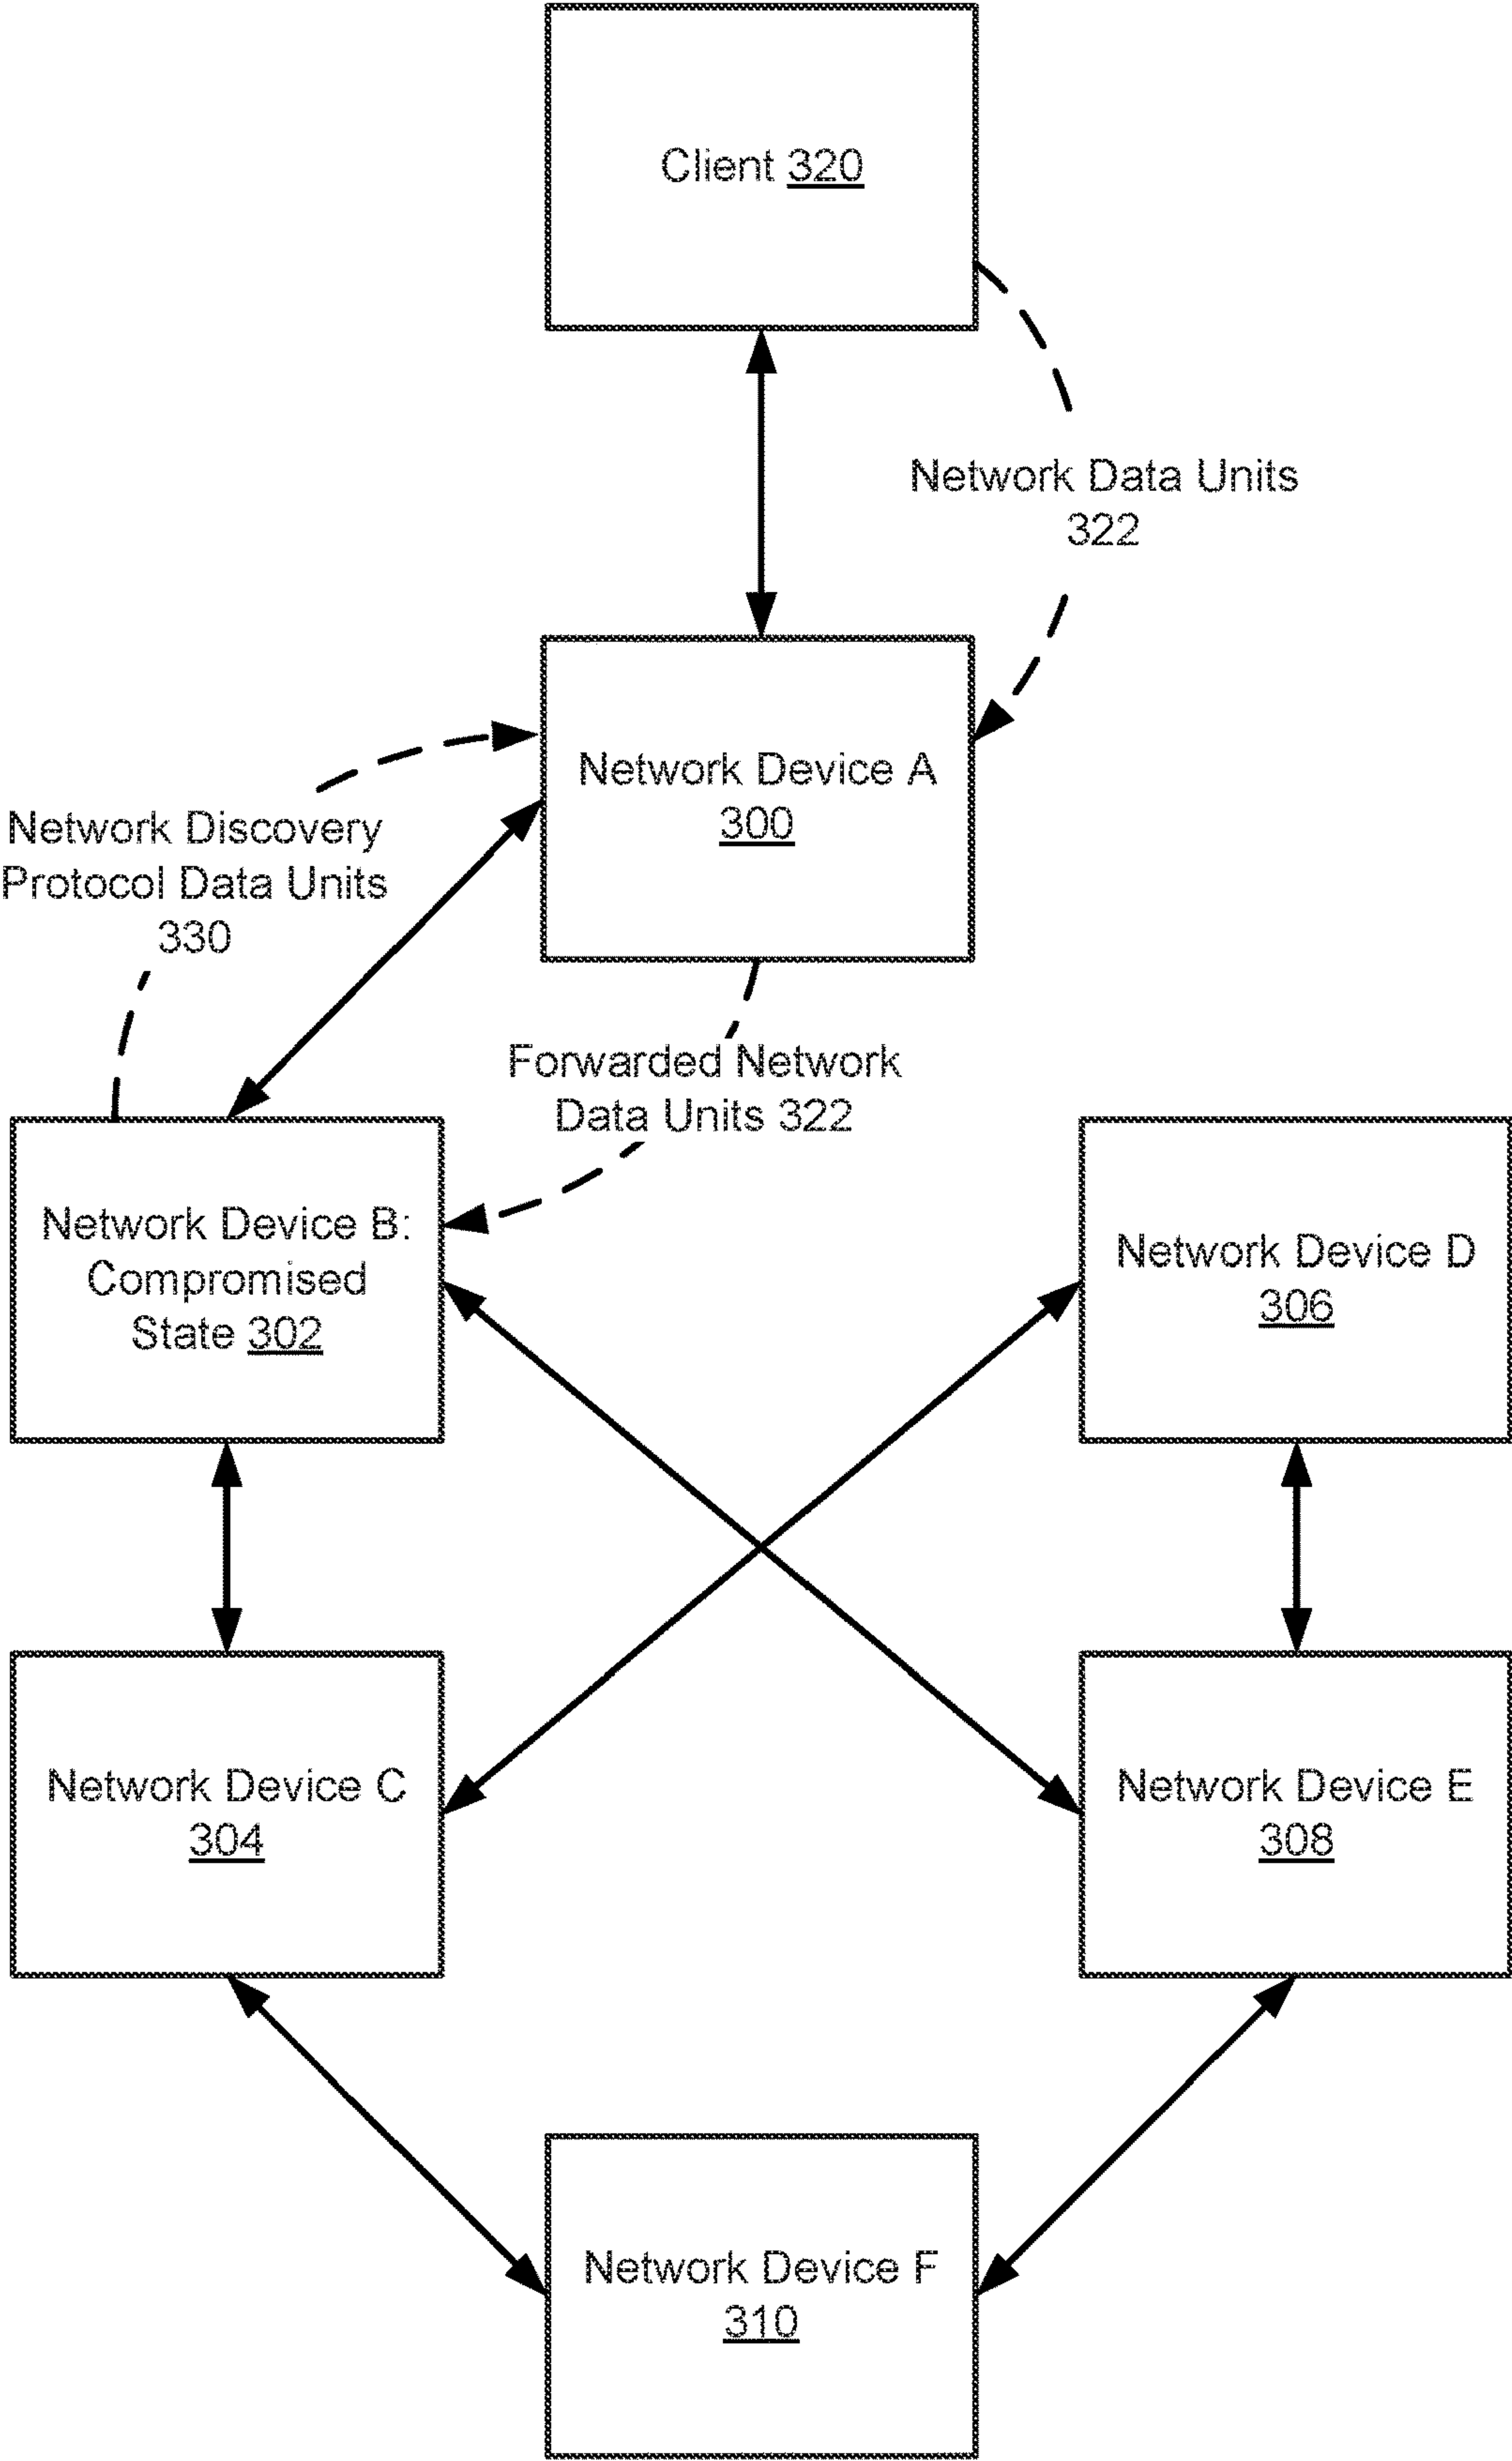 Client 320
Network Data Units
322
Network Device A
300
Network Discovery
Protocol Data Units
330
Forwarded Network
Data Units 322
Network Device B:
Compromised
State 302
Network Device D
306
Network Device C
304
Network Device E
308
Network Device F
310